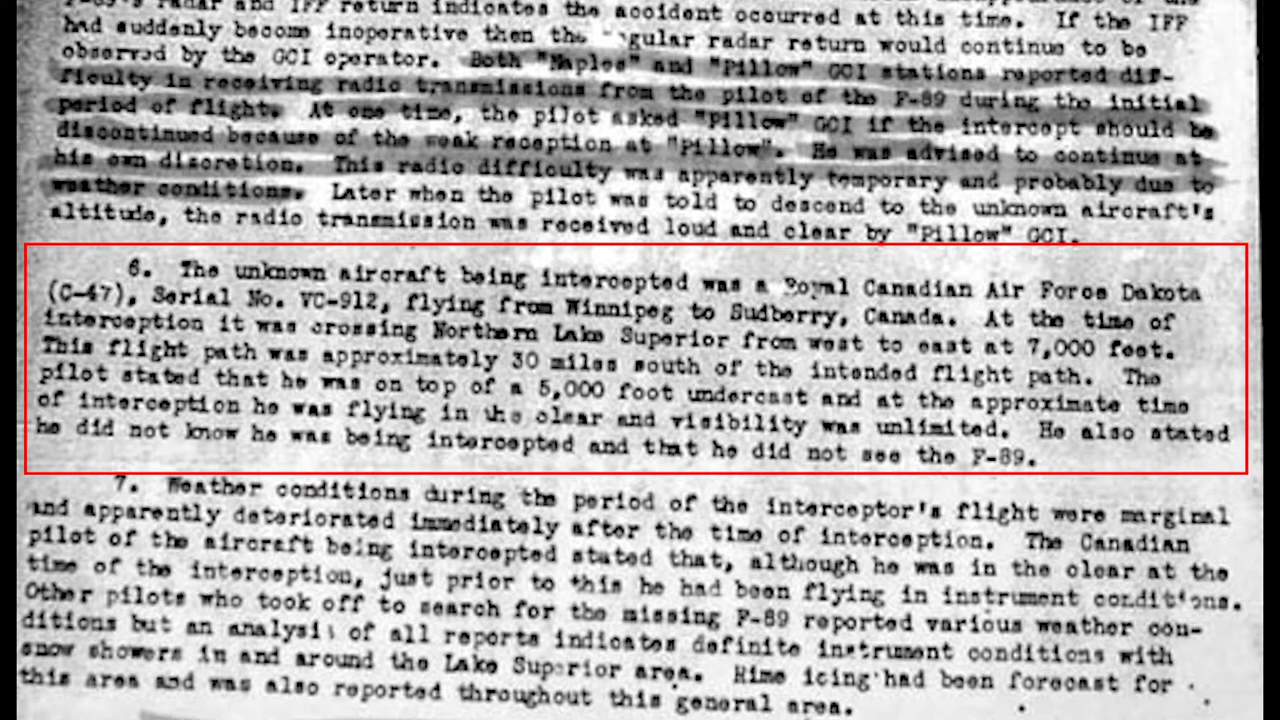 radar and IFF return indicates the accident occurred at this time. If the IFF
had suddenly become inoperative then the gular radar return would continue to be
observed by the GCI operator. Both "Naples" and "Pillow" GCI stations reported dif-
ficulty in receiving radio transmissions from the pilot of the F-89 during the initial
period of flight. At one time, the pilot asked "Pillow" GCI if the intercept should be
discontinued because of the weak reception at "Pillow". He was advised to continue at
his own discretion. This radio difficulty was apparently temporary and probably due to
weather conditions. Later when the pilot was told to descend to the unknown aircraft's
altitude, the radio transmission was received loud and clear by "Pillow" GCI.
6. The unknown aircraft being intercepted was a Royal Canadian Air Force Dakota
(C-47), Serial No. VC-912, flying from Winnipeg to Sudberry, Canada. At the time of
interception it was crossing Northern Lake Superior from west to east at 7,000 feet.
This flight path was approximately 30 miles south of the intended flight path. The
pilot stated that he was on top of a 5,000 foot undercast and at the approximate time
of interception he was flying in the clear and visibility was unlimited. He also stated
he did not know he was being intercepted and that he did not see the F-89.
7. Weather conditions during the period of the interceptor's flight were marginal
and apparently deteriorated immediately after the time of interception. The Canadian
pilot of the aircraft being intercepted stated that, although he was in the clear at the
time of the interception, just prior to this he had been flying in instrument conditions.
Other pilots who took off to search for the missing F-89 reported various weather con-
ditions but an analysis of all reports indicates definite instrument conditions with
snow showers in and around the Lake Superior area. Rime icing had been forecast for
this area and was also reported throughout this general area.